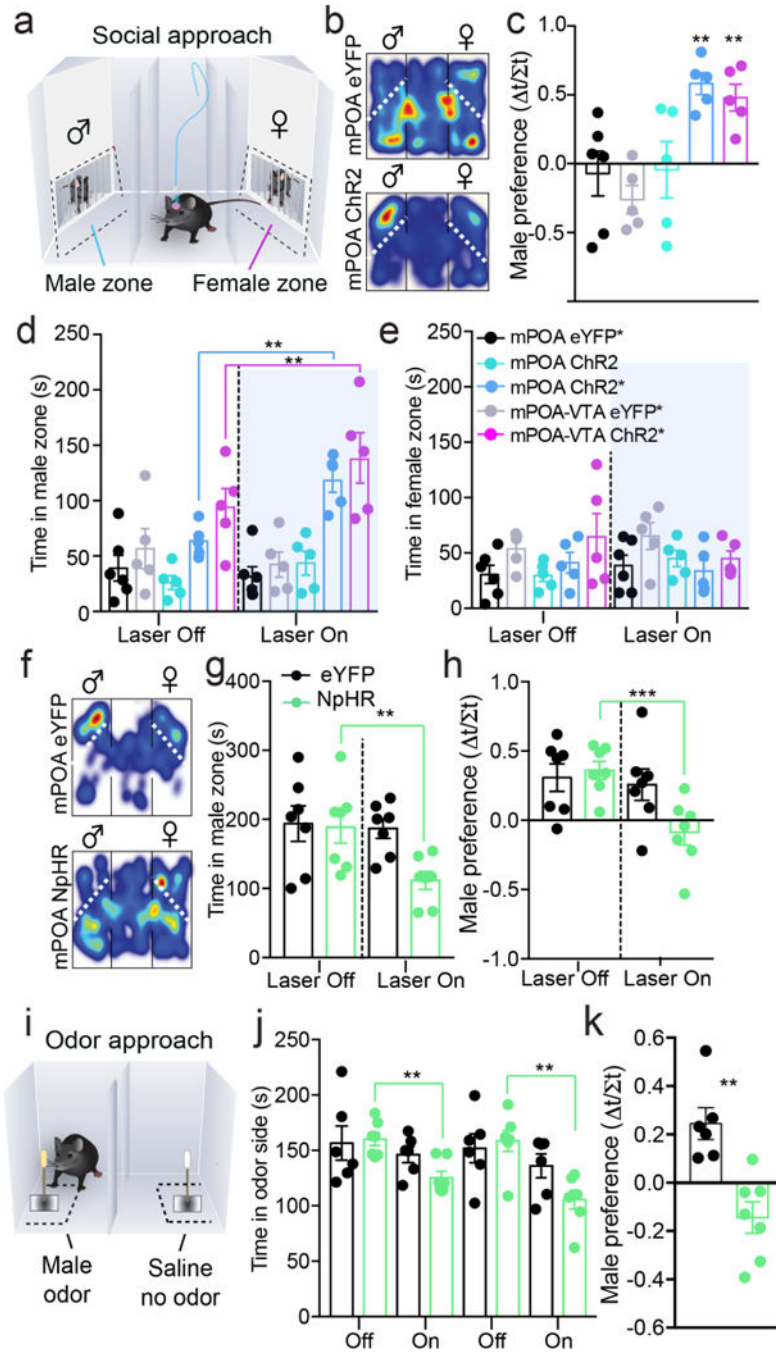 a
Social approach
♂
♀
Male zone
Female zone
b
♂ ♀
mPOA eYFP
♂ ♀
mPOA ChR2
c
Male preference (Δt/Σt)
1.0
0.5
0.0
-0.5
** **
d
Time in male zone (s)
250
200
150
100
50
0
**
**
Laser Off Laser On
e
Time in female zone (s)
250
200
150
100
50
0
mPOA eYFP*
mPOA ChR2
mPOA ChR2*
mPOA-VTA eYFP*
mPOA-VTA ChR2*
Laser Off Laser On
f
♂ ♀
mPOA eYFP
mPOA NpHR
g
eYFP
NpHR
Time in male zone (s)
400
300
200
100
0
**
Laser Off
Laser On
h
Male preference (Δt/Σt)
1.0
0.5
0.0
-0.5
-1.0
***
Laser Off
Laser On
i
Odor approach
Male
odor
Saline
no odor
j
Time in odor side (s)
250
200
150
100
50
0
** **
Off On Off On
k
Male preference (Δt/Σt)
0.6
0.4
0.2
0.0
-0.2
-0.4
-0.6
**